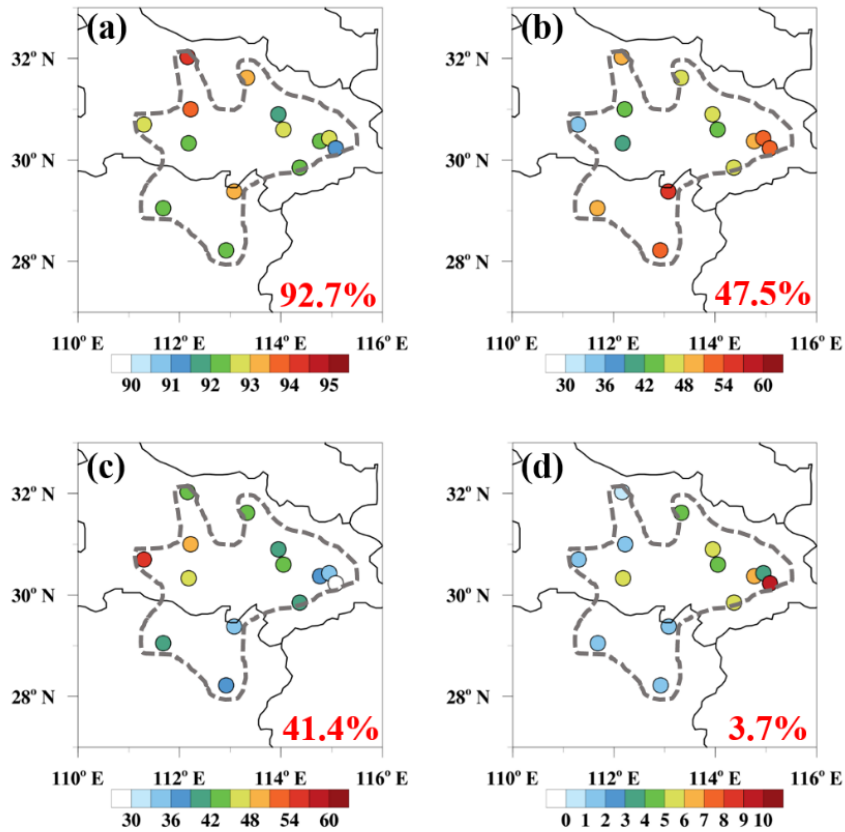 (a)
32° N
30° N
28° N
92.7%
110° E 112° E 114° E 116° E
90 91 92 93 94 95
(b)
32° N
30° N
28° N
47.5%
110° E 112° E 114° E 116° E
30 36 42 48 54 60
(c)
32° N
30° N
28° N
41.4%
110° E 112° E 114° E 116° E
30 36 42 48 54 60
(d)
32° N
30° N
28° N
3.7%
110° E 112° E 114° E 116° E
0 1 2 3 4 5 6 7 8 9 10